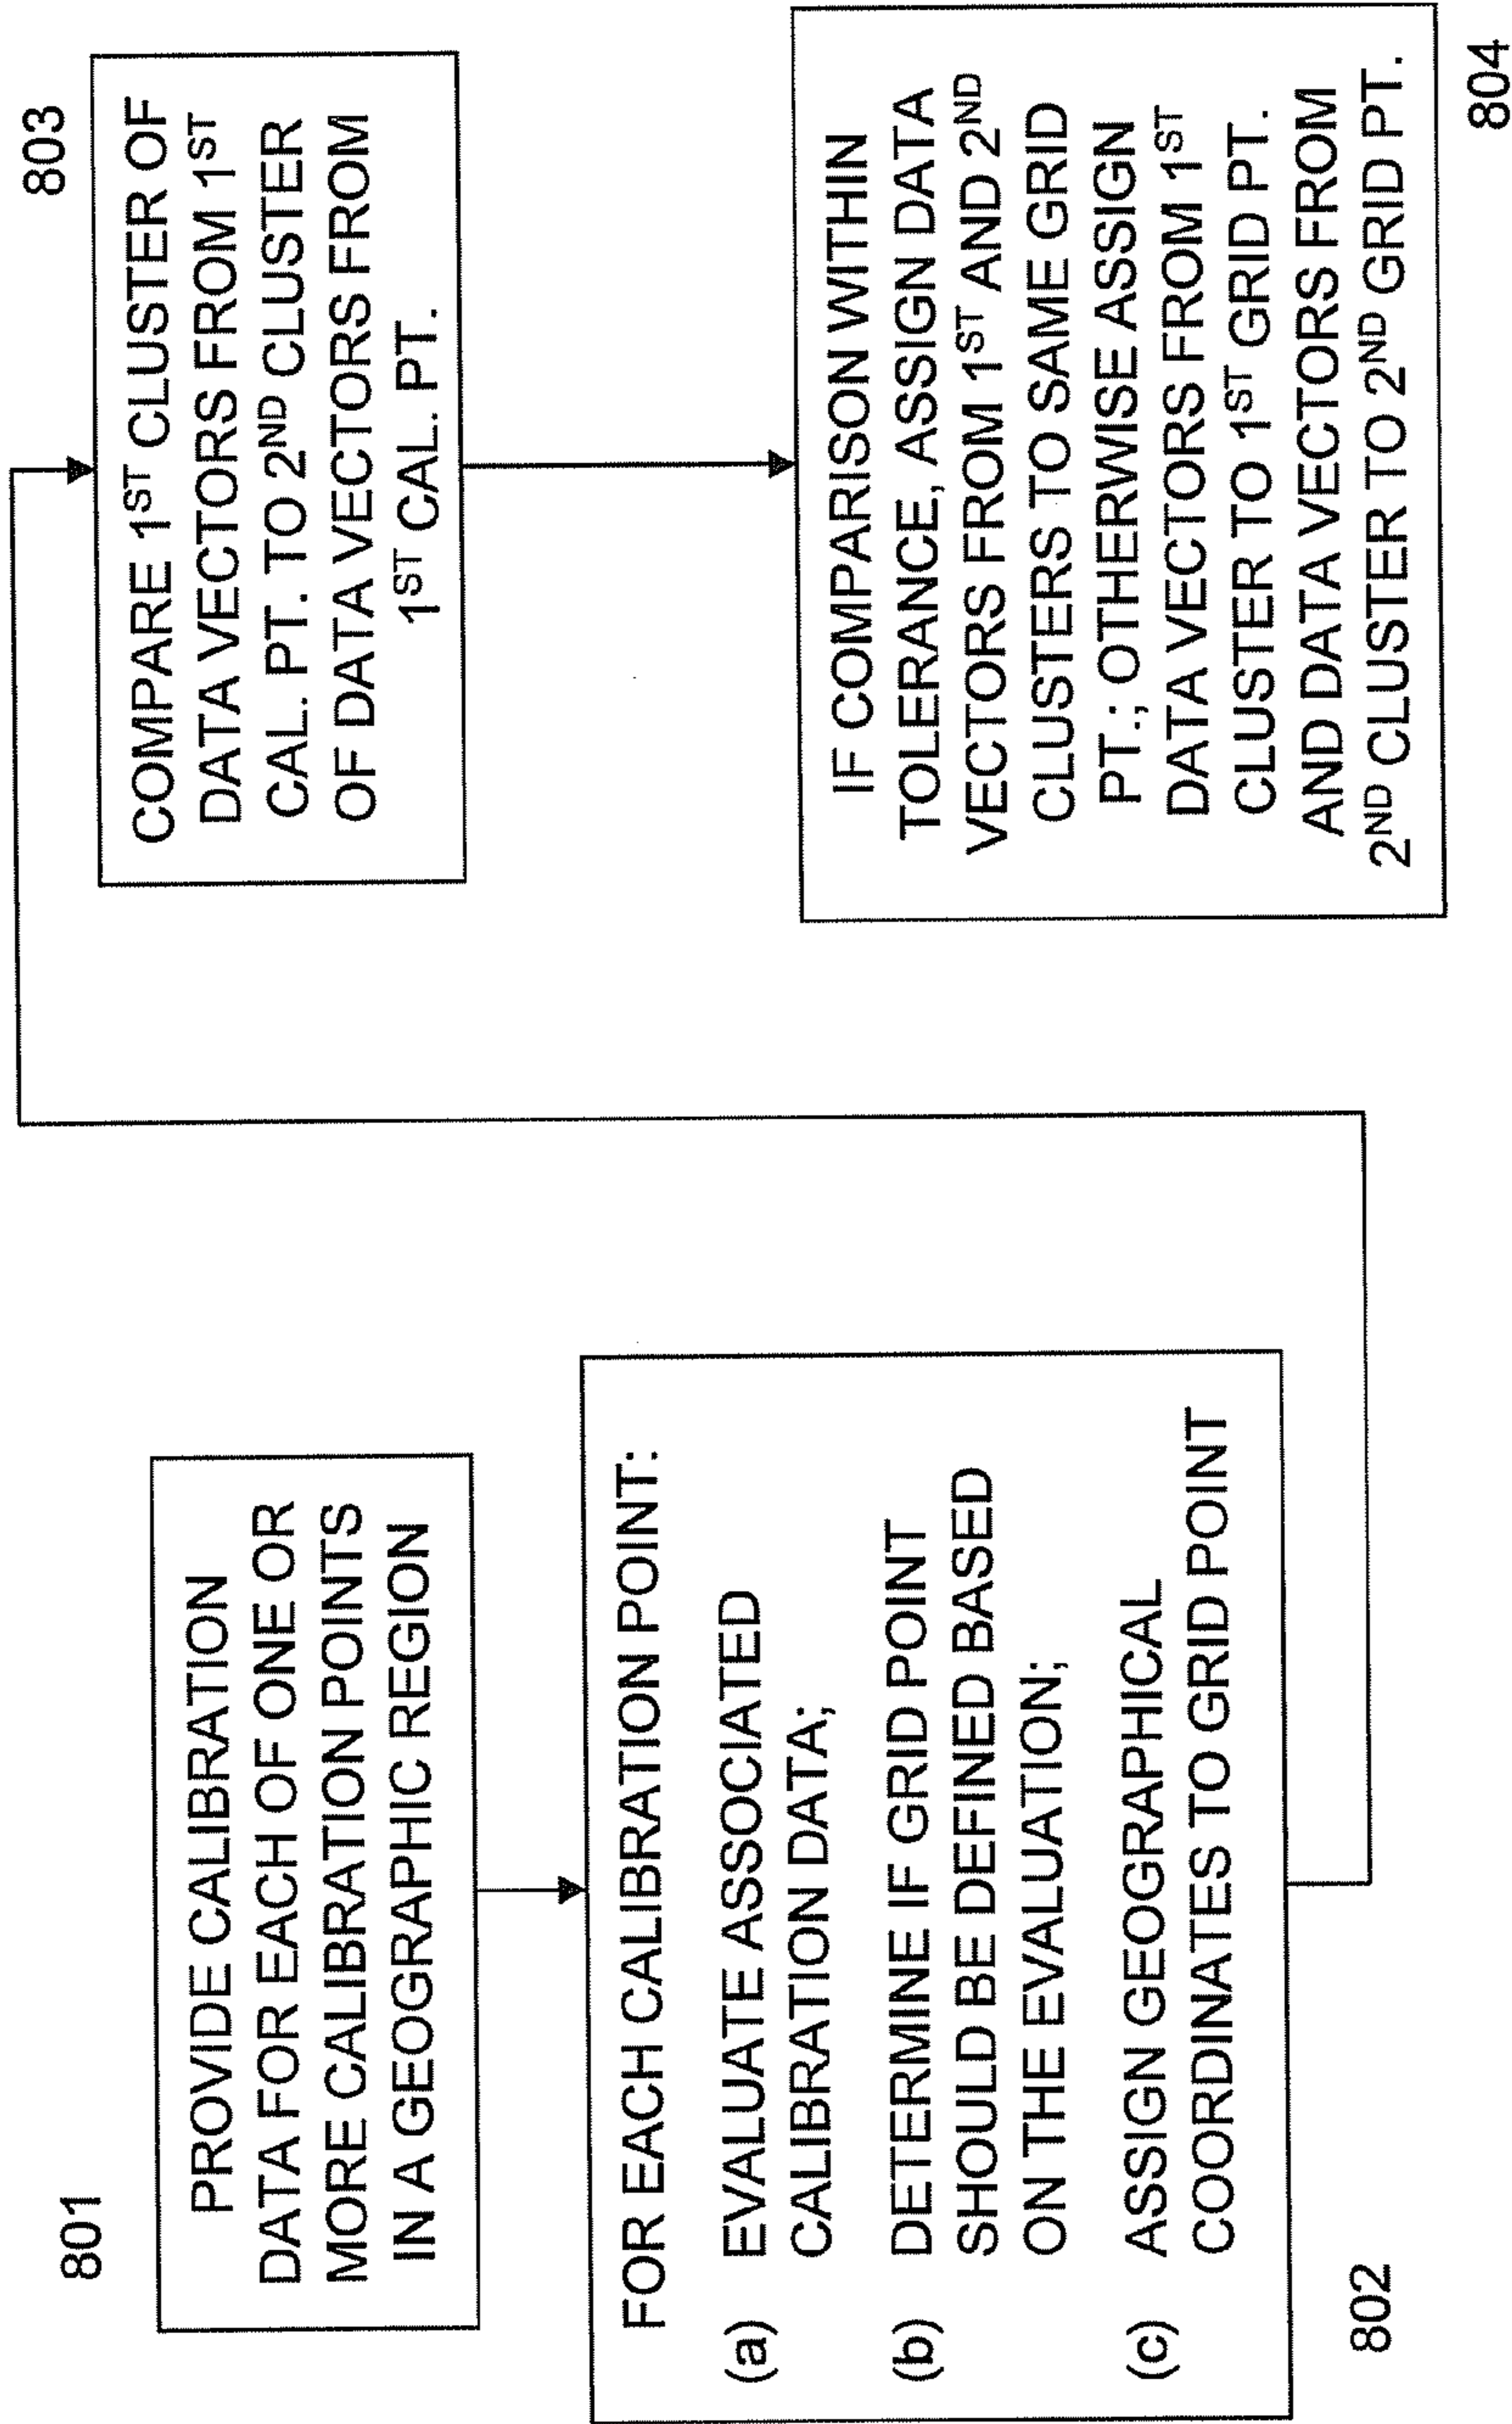 801
PROVIDE CALIBRATION
DATA FOR EACH OF ONE OR
MORE CALIBRATION POINTS
IN A GEOGRAPHIC REGION
FOR EACH CALIBRATION POINT:
(a) EVALUATE ASSOCIATED
CALIBRATION DATA;
(b) DETERMINE IF GRID POINT
SHOULD BE DEFINED BASED
ON THE EVALUATION;
(c) ASSIGN GEOGRAPHICAL
COORDINATES TO GRID POINT
802
803
COMPARE 1ST CLUSTER OF
DATA VECTORS FROM 1ST
CAL. PT. TO 2ND CLUSTER
OF DATA VECTORS FROM
1ST CAL. PT.
IF COMPARISON WITHIN
TOLERANCE, ASSIGN DATA
VECTORS FROM 1ST AND 2ND
CLUSTERS TO SAME GRID
PT.; OTHERWISE ASSIGN
DATA VECTORS FROM 1ST
CLUSTER TO 1ST GRID PT.
AND DATA VECTORS FROM
2ND CLUSTER TO 2ND GRID PT.
804